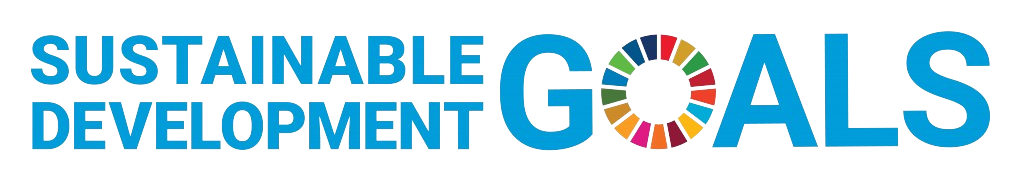 SUSTAINABLE
DEVELOPMENT
GOALS